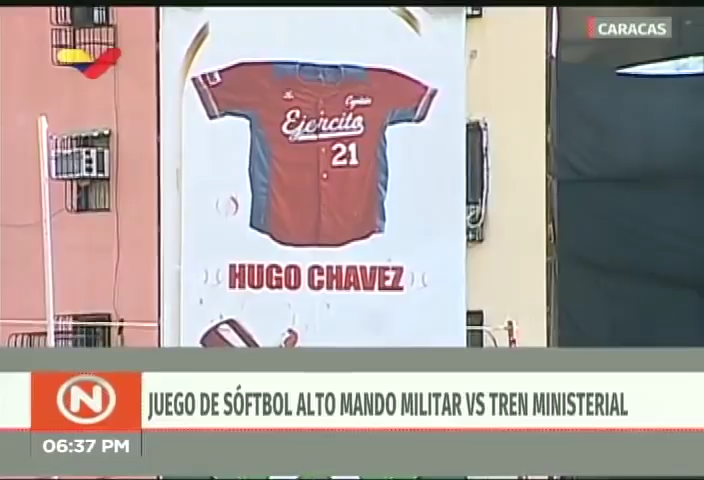 CARACAS
Ejercito
21
HUGO CHAVEZ
N
JUEGO DE SÓFTBOL ALTO MANDO MILITAR VS TREN MINISTERIAL
06:37 PM